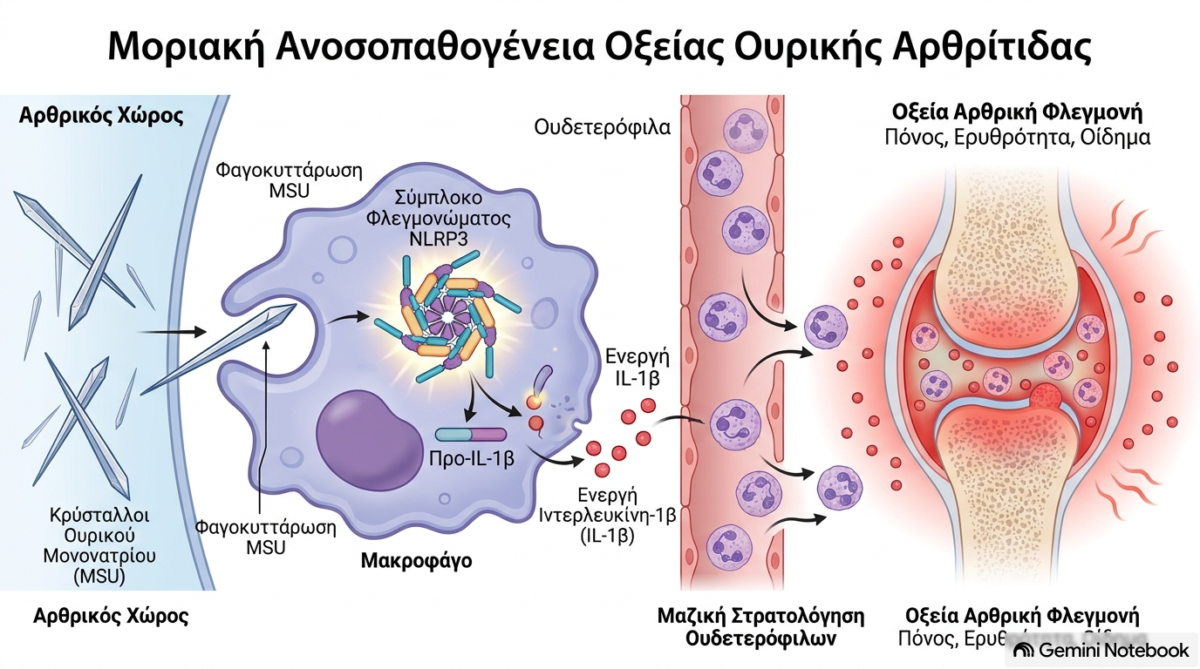 Μοριακή Ανοσοπαθογένεια Οξείας Ουρικής Αρθρίτιδας
Αρθρικός Χώρος
Φαγοκυττάρωση
MSU
Σύμπλοκο
Φλεγμονώματος
NLRP3
Προ-IL-1β
Κρύσταλλοι
Ουρικού
Μονονατρίου
(MSU)
Φαγοκυττάρωση
MSU
Μακροφάγο
Ενεργή
IL-1β
Ενεργή
Ιντερλευκίνη-1β
(IL-1β)
Ουδετερόφιλα
Οξεία Αρθρική Φλεγμονή
Πόνος, Ερυθρότητα, Οίδημα
Αρθρικός Χώρος
Μαζική Στρατολόγηση
Ουδετερόφιλων
Οξεία Αρθρική Φλεγμονή
Πόνος, Ερυθρότητα, Οίδημα
Gemini Notebook